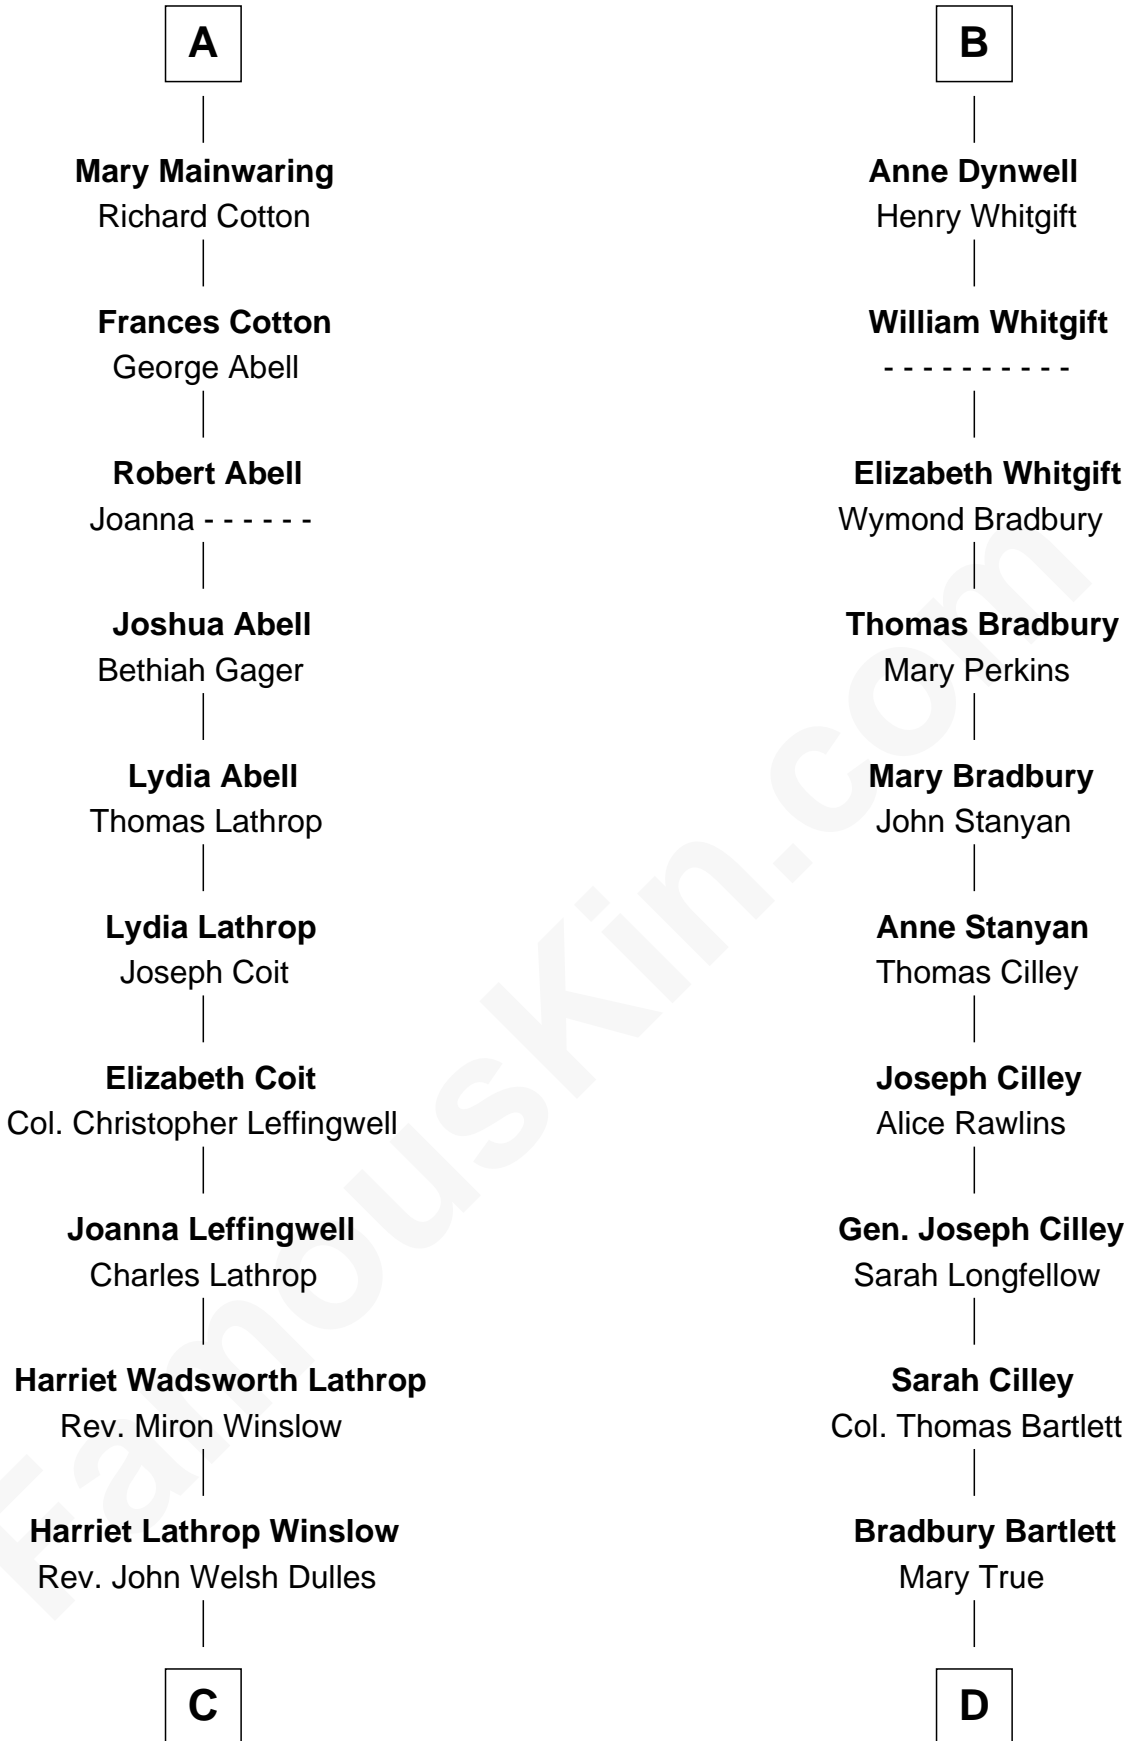 A
Mary Mainwaring
Richard Cotton
Frances Cotton
George Abell
Robert Abell
Joanna - - - - - -
Joshua Abell
Bethiah Gager
Lydia Abell
Thomas Lathrop
Lydia Lathrop
Joseph Coit
Elizabeth Coit
Col. Christopher Leffingwell
Joanna Leffingwell
Charles Lathrop
Harriet Wadsworth Lathrop
Rev. Miron Winslow
Harriet Lathrop Winslow
Rev. John Welsh Dulles
C
B
Anne Dynwell
Henry Whitgift
William Whitgift
- - - - - - - - - -
Elizabeth Whitgift
Wymond Bradbury
Thomas Bradbury
Mary Perkins
Mary Bradbury
John Stanyan
Anne Stanyan
Thomas Cilley
Joseph Cilley
Alice Rawlins
Gen. Joseph Cilley
Sarah Longfellow
Sarah Cilley
Col. Thomas Bartlett
Bradbury Bartlett
Mary True
D
FamousKin.com